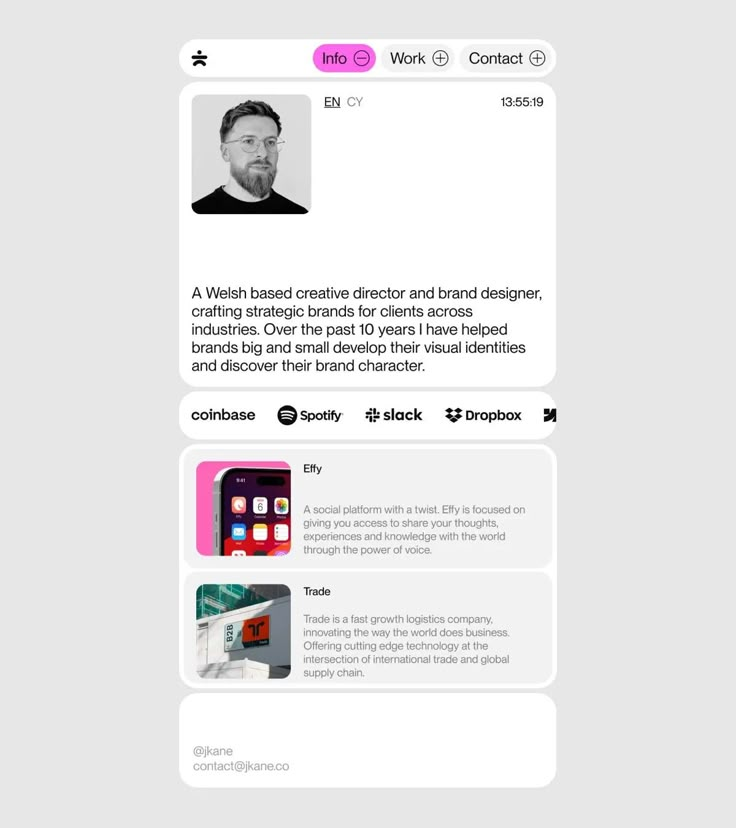 Info
Work
Contact
EN CY
13:55:19
A Welsh based creative director and brand designer,
crafting strategic brands for clients across
industries. Over the past 10 years I have helped
brands big and small develop their visual identities
and discover their brand character.
coinbase
Spotify
slack
Dropbox
Effy
9:41
6
A social platform with a twist. Effy is focused on
giving you access to share your thoughts,
experiences and knowledge with the world
through the power of voice.
Trade
B2B
Trade is a fast growth logistics company,
innovating the way the world does business.
Offering cutting edge technology at the
intersection of international trade and global
supply chain.
@jkane
contact@jkane.co